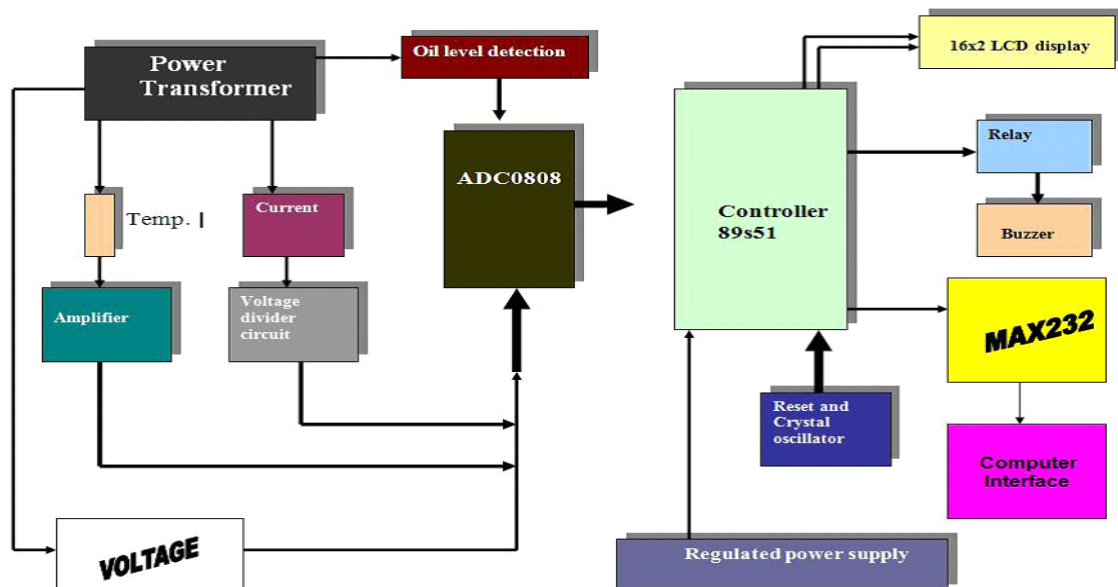 Power
Transformer
Oil level detection
16x2 LCD display
ADC0808
Relay
Temp. |
Current
Controller
89s51
Buzzer
Amplifier
Voltage
divider
circuit
MAX232
Reset and
Crystal
oscillator
Computer
Interface
VOLTAGE
Regulated power supply